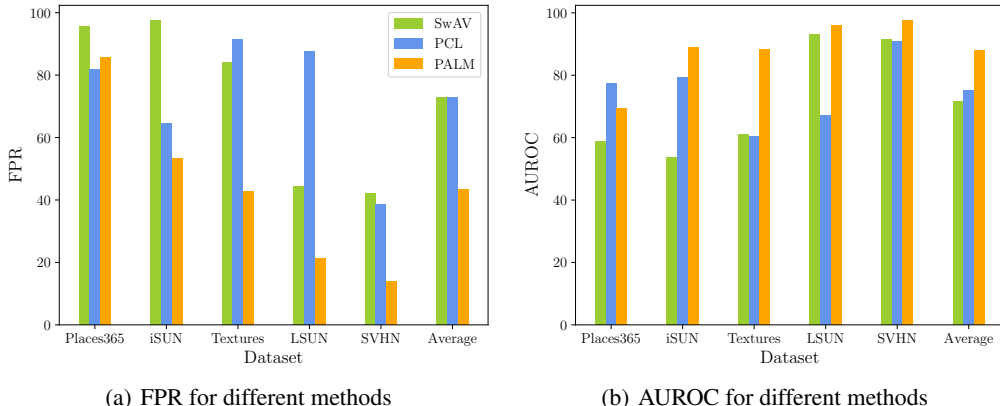 100
80
60
40
20
0
FPR
SwAV
PCL
PALM
Places365 iSUN Textures LSUN SVHN Average
Dataset
(a) FPR for different methods
100
80
60
40
20
0
AUROC
Places365 iSUN Textures LSUN SVHN Average
Dataset
(b) AUROC for different methods